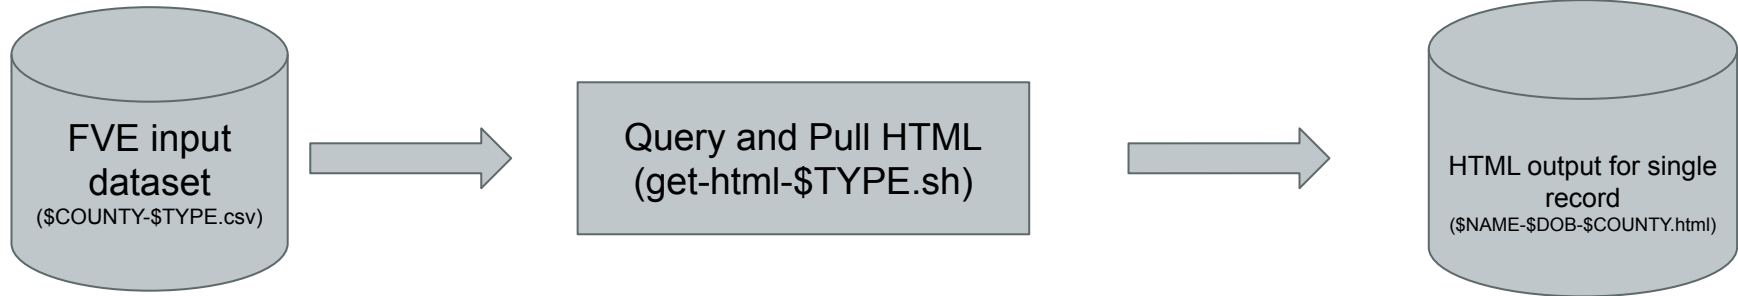 FVE input
dataset
($COUNTY-$TYPE.csv)
Query and Pull HTML
(get-html-$TYPE.sh)
HTML output for single
record
($NAME-$DOB-$COUNTY.html)